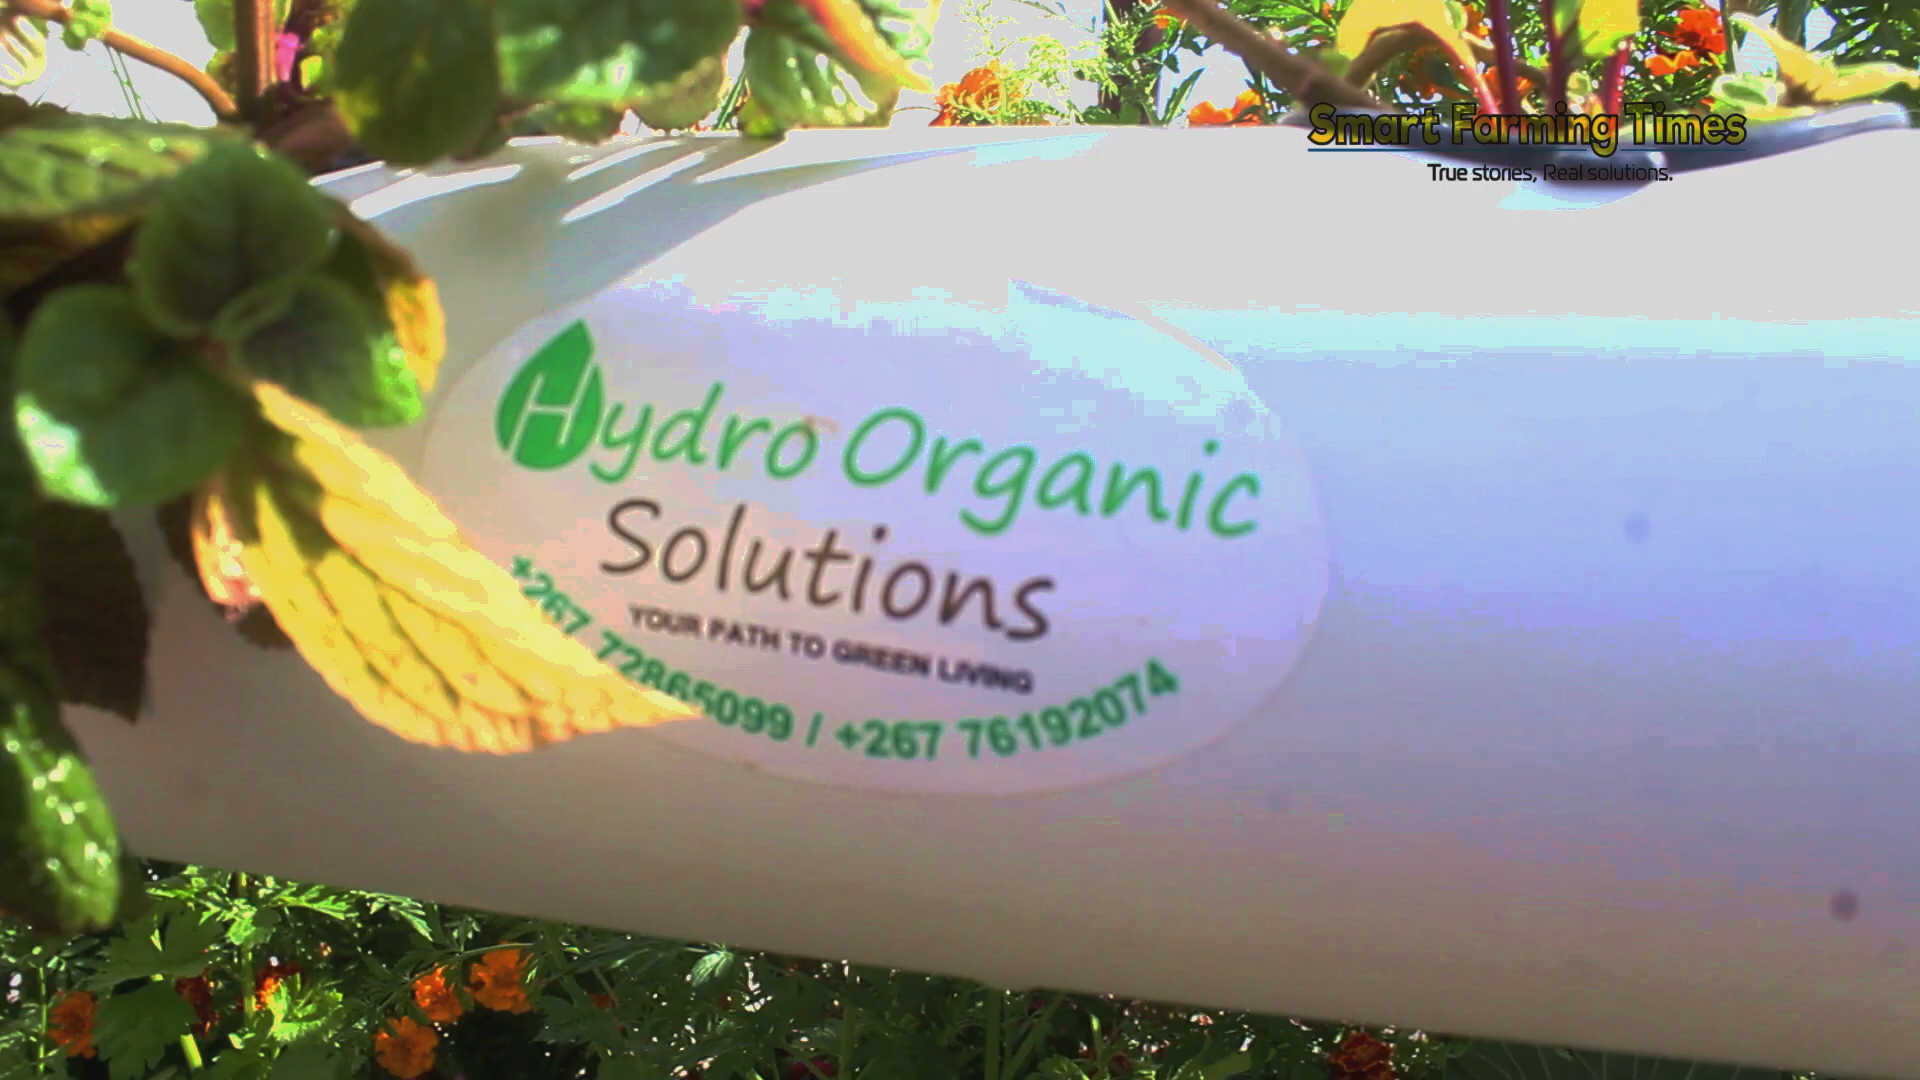 Smart Farming Times
True stories, Real solutions.
Hydro Organic
Solutions
YOUR PATH TO GREEN LIVING
+267 72865099 / +267 76192074